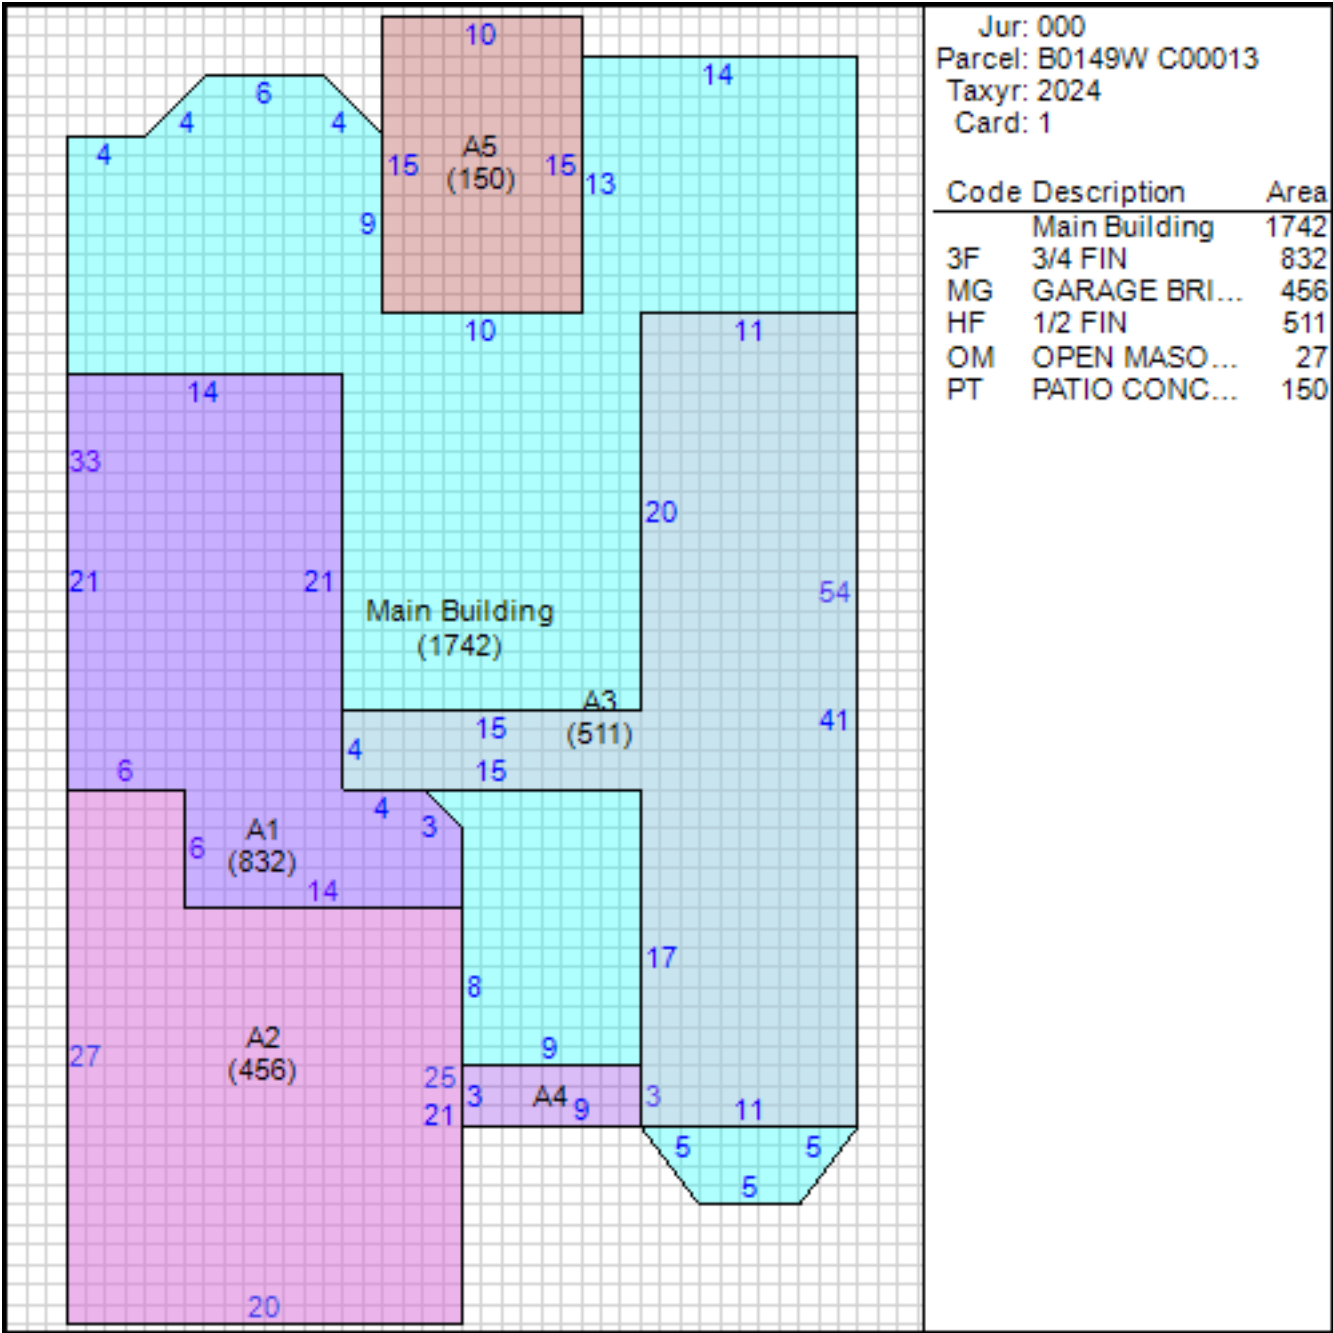 10
14
6
4
4
4
A5
(150)
15
15
13
9
10
11
14
33
20
21
21
54
Main Building
(1742)
A3
(511)
15
41
4
15
6
4
3
A1
(832)
6
14
17
8
A2
(456)
27
9
25
3
A4
9
3
11
21
5
5
5
20
Jur: 000
Parcel: B0149W C00013
Taxyr: 2024
Card: 1
Code Description Area
Main Building 1742
3F 3/4 FIN 832
MG GARAGE BRI... 456
HF 1/2 FIN 511
OM OPEN MASO... 27
PT PATIO CONC... 150